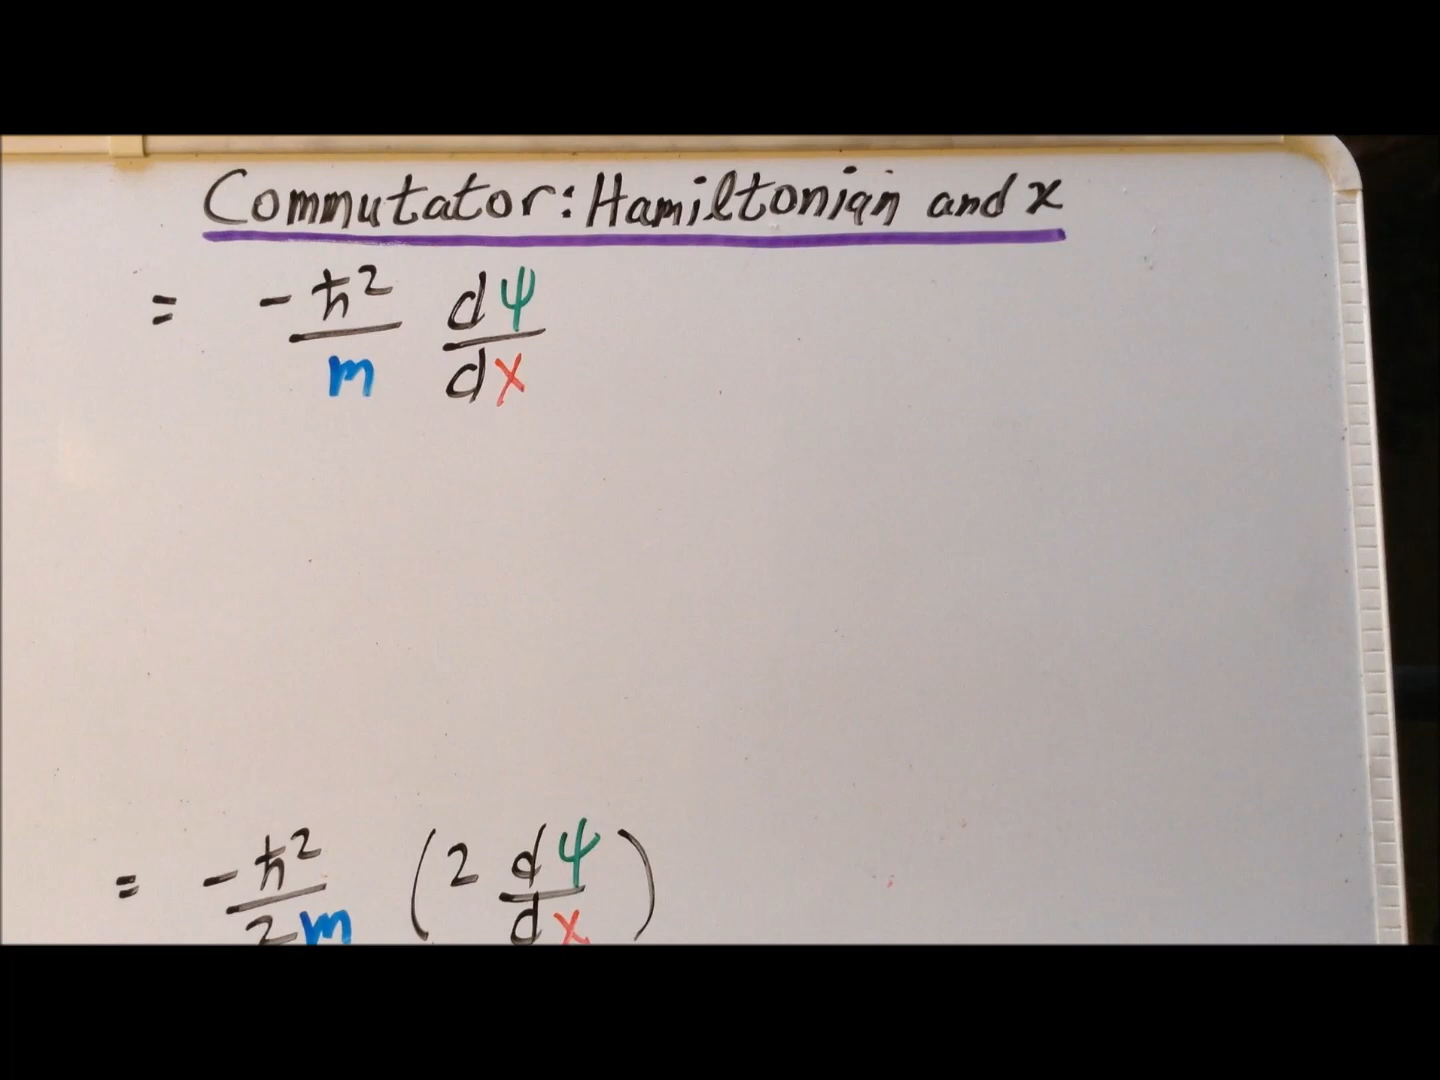 Commutator: Hamiltonian and x
= -ħ²/m dψ/dx
= -ħ²/2m (2 dψ/dx)